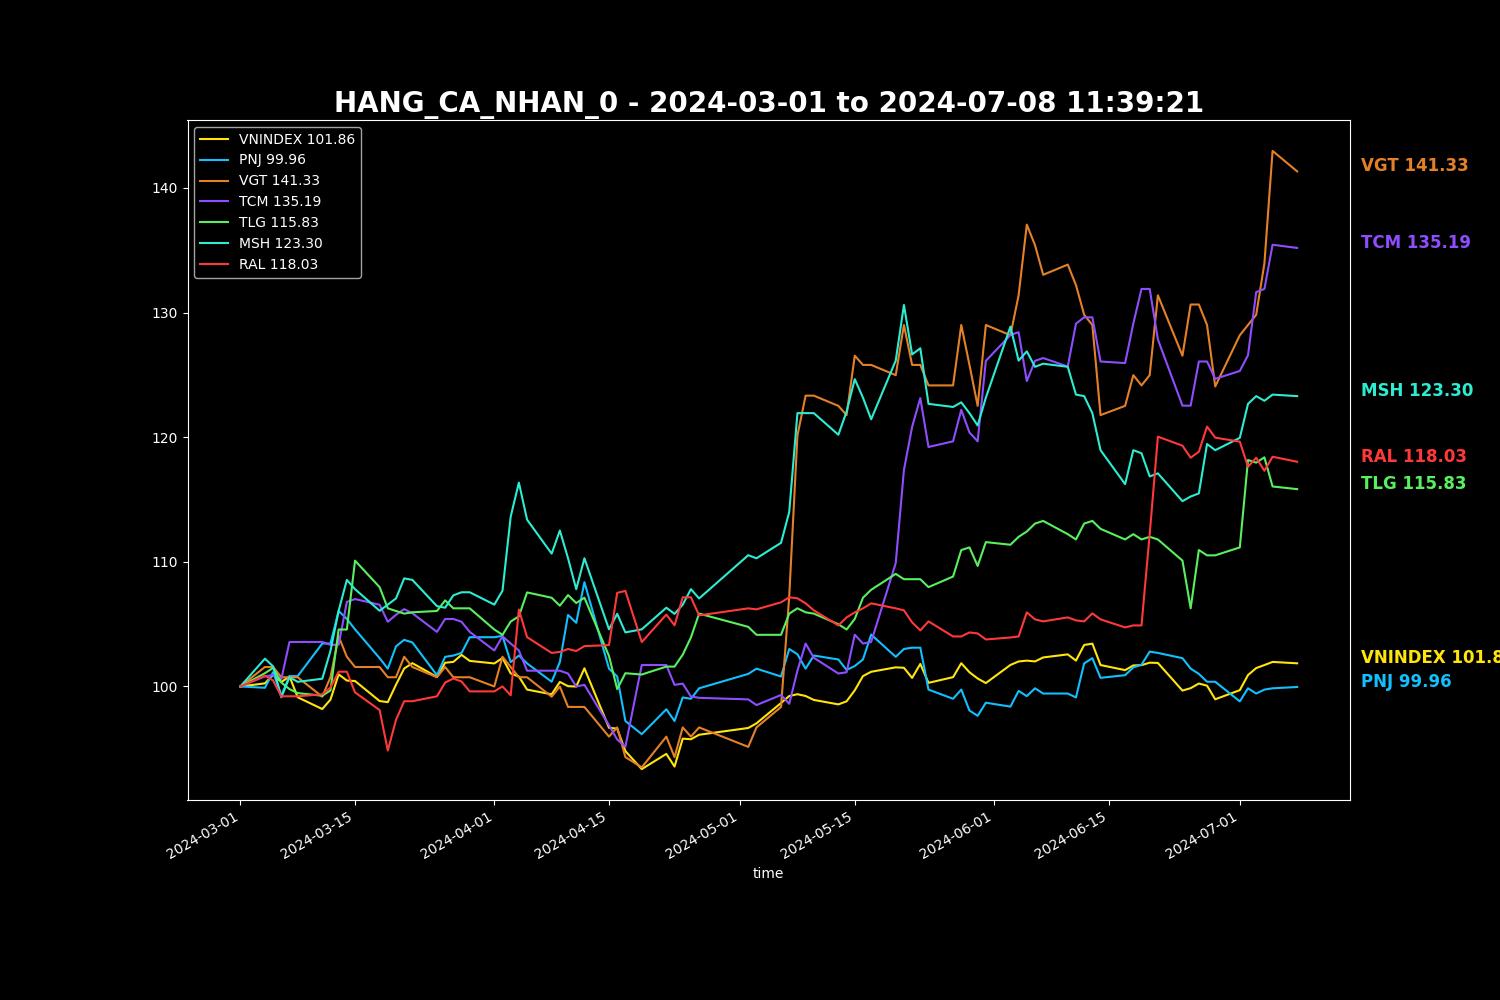 HANG_CA_NHAN_0 - 2024-03-01 to 2024-07-08 11:39:21
VNINDEX 101.86
PNJ 99.96
VGT 141.33
TCM 135.19
TLG 115.83
MSH 123.30
RAL 118.03
140
130
120
110
100
VGT 141.33
TCM 135.19
MSH 123.30
RAL 118.03
TLG 115.83
VNINDEX 101.8
PNJ 99.96
2024-03-01
2024-03-15
2024-04-01
2024-04-15
2024-05-01
2024-05-15
2024-06-01
2024-06-15
2024-07-01
time